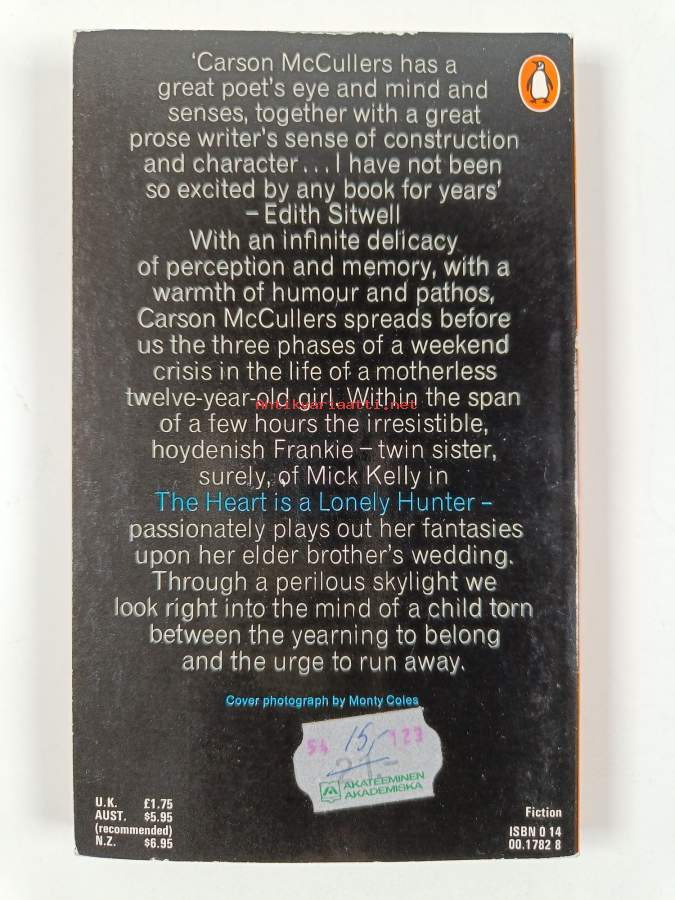 'Carson McCullers has a
great poet's eye and mind and
senses, together with a great
prose writer's sense of construction
and character... I have not been
so excited by any book for years'
– Edith Sitwell
With an infinite delicacy
of perception and memory, with a
warmth of humour and pathos,
Carson McCullers spreads before
us the three phases of a weekend
crisis in the life of a motherless
twelve-year-old girl. Within the span
antikvariaatti.net
of a few hours the irresistible,
hoydenish Frankie – twin sister,
surely, of Mick Kelly in
The Heart is a Lonely Hunter –
passionately plays out her fantasies
upon her elder brother's wedding.
Through a perilous skylight we
look right into the mind of a child torn
between the yearning to belong
and the urge to run away.
Cover photograph by Monty Coles
54 15,- 123
21.-
AKATEEMINEN
AKADEMISKA
U.K. £1.75
AUST. $5.95
(recommended)
N.Z. $6.95
Fiction
ISBN 0 14
00.1782 8